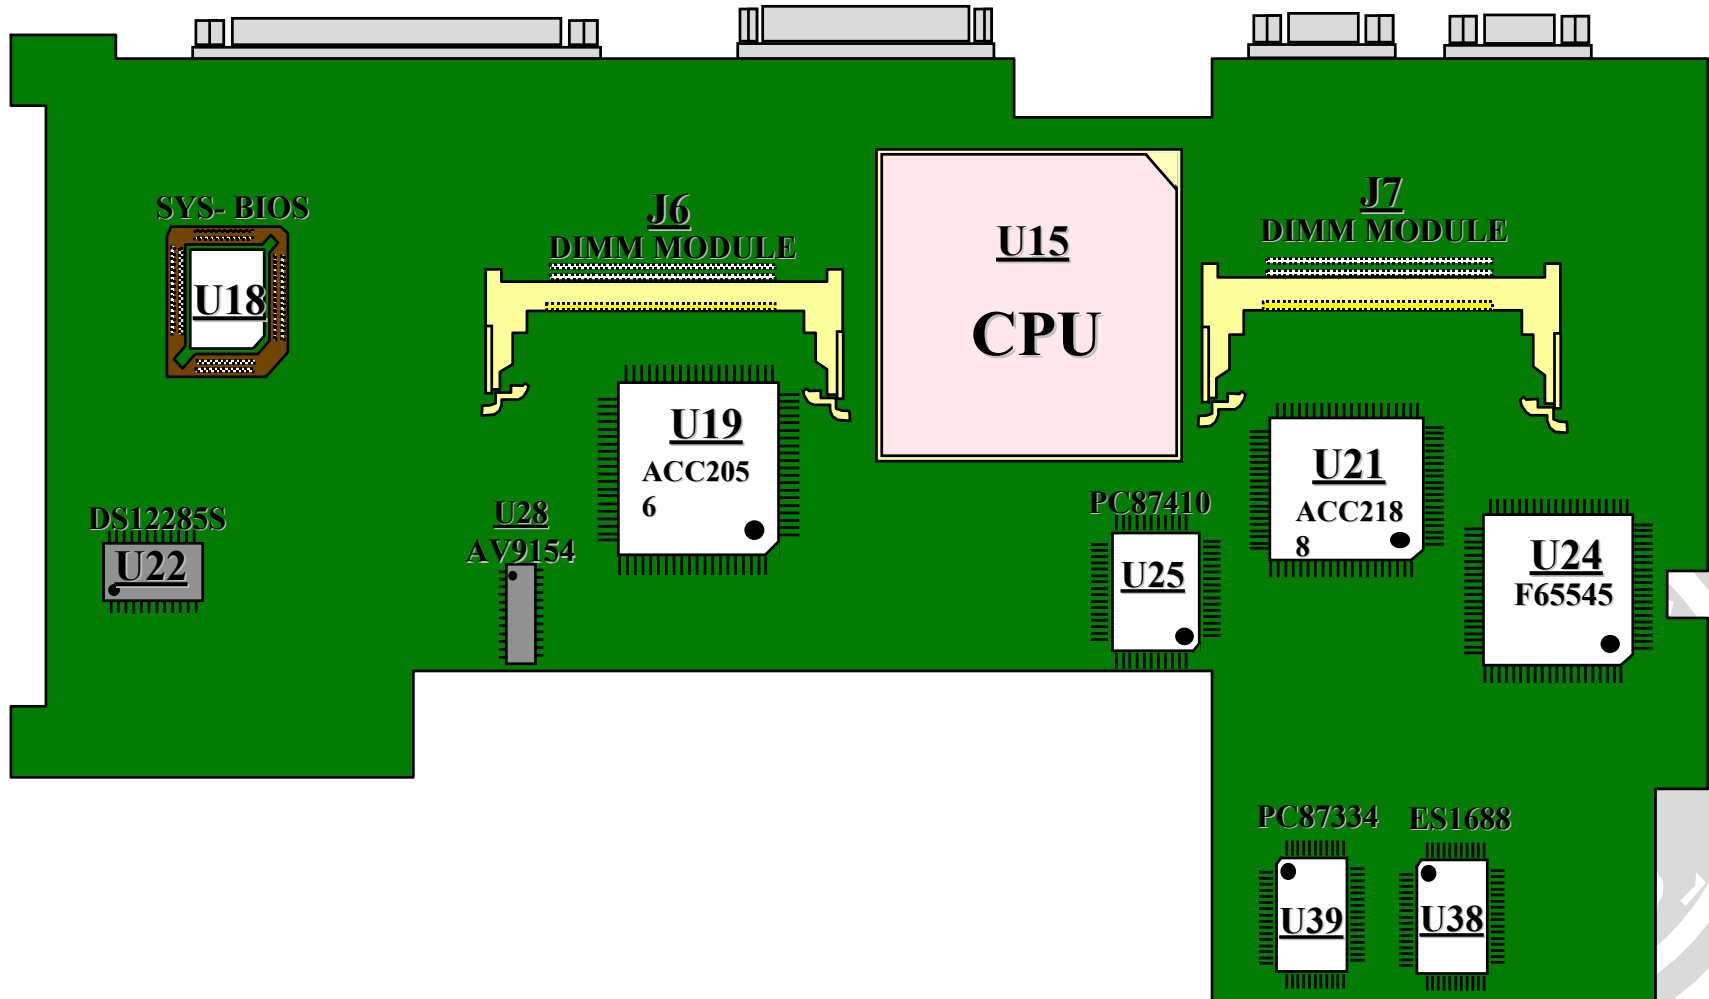 SYS- BIOS
U18
J6
DIMM MODULE
U15
CPU
J7
DIMM MODULE
U19
ACC205
6
U21
ACC218
8
DS12285S
U22
U28
AV9154
PC87410
U25
U24
F65545
PC87334
U39
ES1688
U38